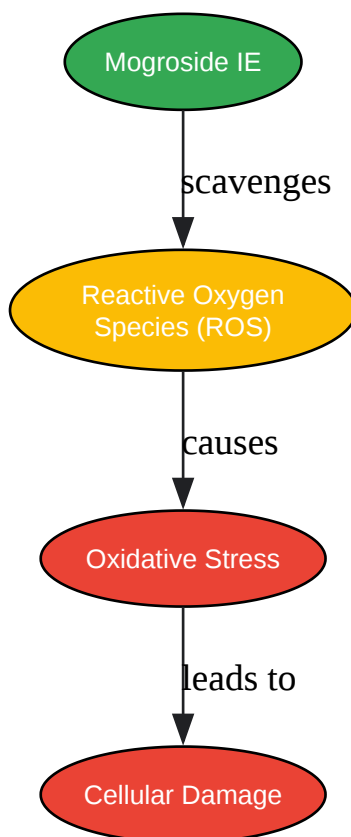 Mogroside IE
scavenges
Reactive Oxygen
Species (ROS)
causes
Oxidative Stress
leads to
Cellular Damage